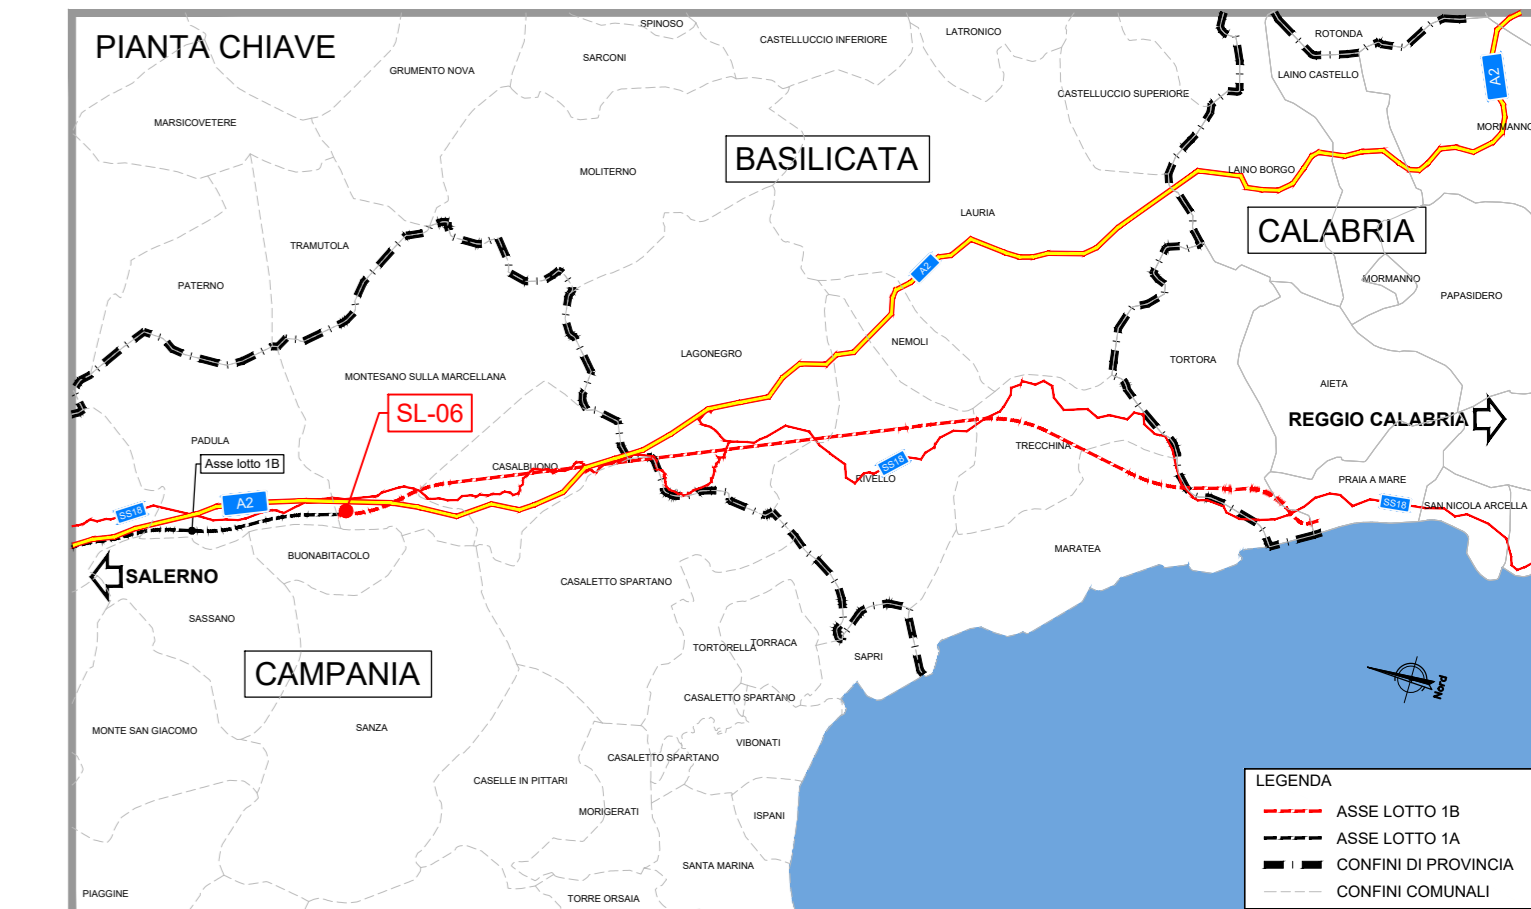 PIANTA CHIAVE
SPINOSO
CASTELLUCCIO INFERIORE
LATRONICO
ROTONDA
SARCONI
GRUMENTO NOVA
LAINO CASTELLO
A2
CASTELLUCCIO SUPERIORE
MARSICOVETERE
MORMANNO
BASILICATA
MOLITERNO
LAINO BORGO
LAURIA
CALABRIA
TRAMUTOLA
A2
MORMANNO
PATERNO
PAPASIDERO
NEMOLI
LAGONEGRO
TORTORA
MONTESANO SULLA MARCELLANA
AIETA
SL-06
REGGIO CALABRIA
PADULA
TRECCHINA
Asse lotto 1B
CASALBUONO
SS18
RIVELLO
PRAIA A MARE
A2
SS18
SAN NICOLA ARCELLA
SS18
BUONABITACOLO
MARATEA
SALERNO
CASALETTO SPARTANO
SASSANO
TORRACA
TORTORELLA
SAPRI
CAMPANIA
Nord
CASALETTO SPARTANO
SANZA
MONTE SAN GIACOMO
VIBONATI
CASALETTO SPARTANO
CASELLE IN PITTARI
LEGENDA
MORIGERATI
ISPANI
ASSE LOTTO 1B
ASSE LOTTO 1A
SANTA MARINA
CONFINI DI PROVINCIA
PIAGGINE
CONFINI COMUNALI
TORRE ORSAIA